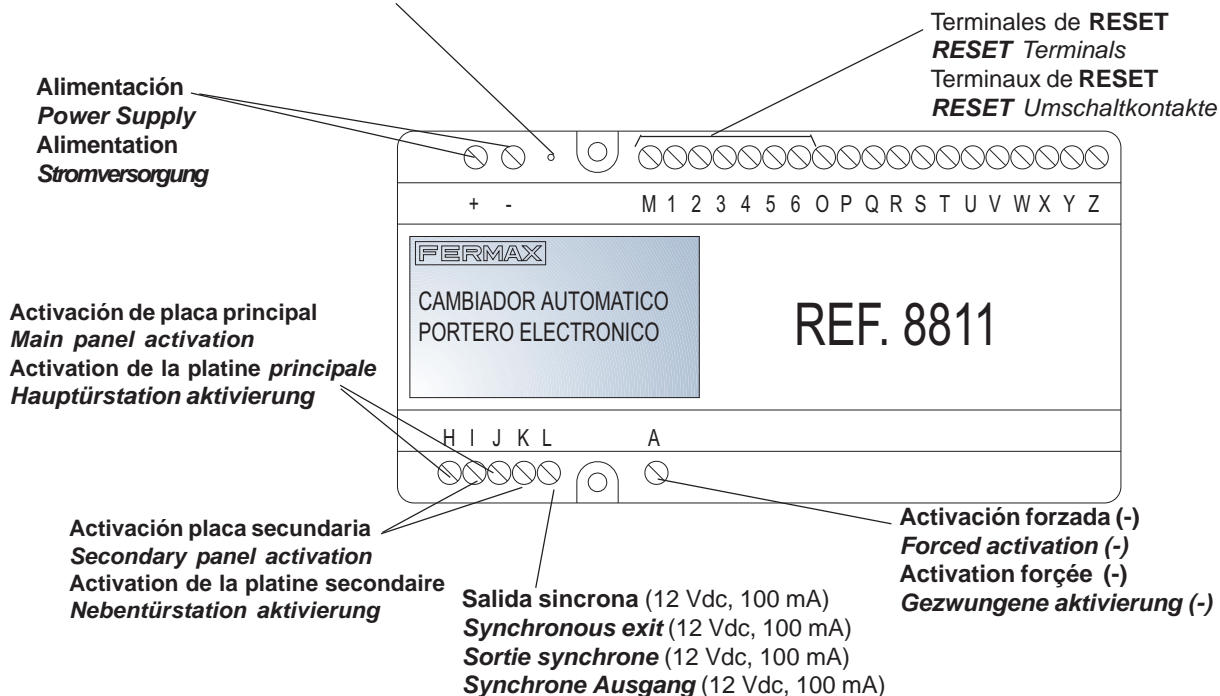 Terminales de RESET
RESET Terminals
Terminaux de RESET
RESET Umschaltkontakte
Alimentación
Power Supply
Alimentation
Stromversorgung
+ - M 1 2 3 4 5 6 O P Q R S T U V W X Y Z
FERMAX
CAMBIADOR AUTOMATICO
PORTERO ELECTRONICO
REF. 8811
Activación de placa principal
Main panel activation
Activation de la platine principale
Hauptürstation aktivierung
H I J K L A
Activación placa secundaria
Secondary panel activation
Activation de la platine secondaire
Nebentürstation aktivierung
Salida sincrona (12 Vdc, 100 mA)
Synchronous exit (12 Vdc, 100 mA)
Sortie synchrone (12 Vdc, 100 mA)
Synchrone Ausgang (12 Vdc, 100 mA)
Activación forzada (-)
Forced activation (-)
Activation forçée (-)
Gezwungene aktivierung (-)